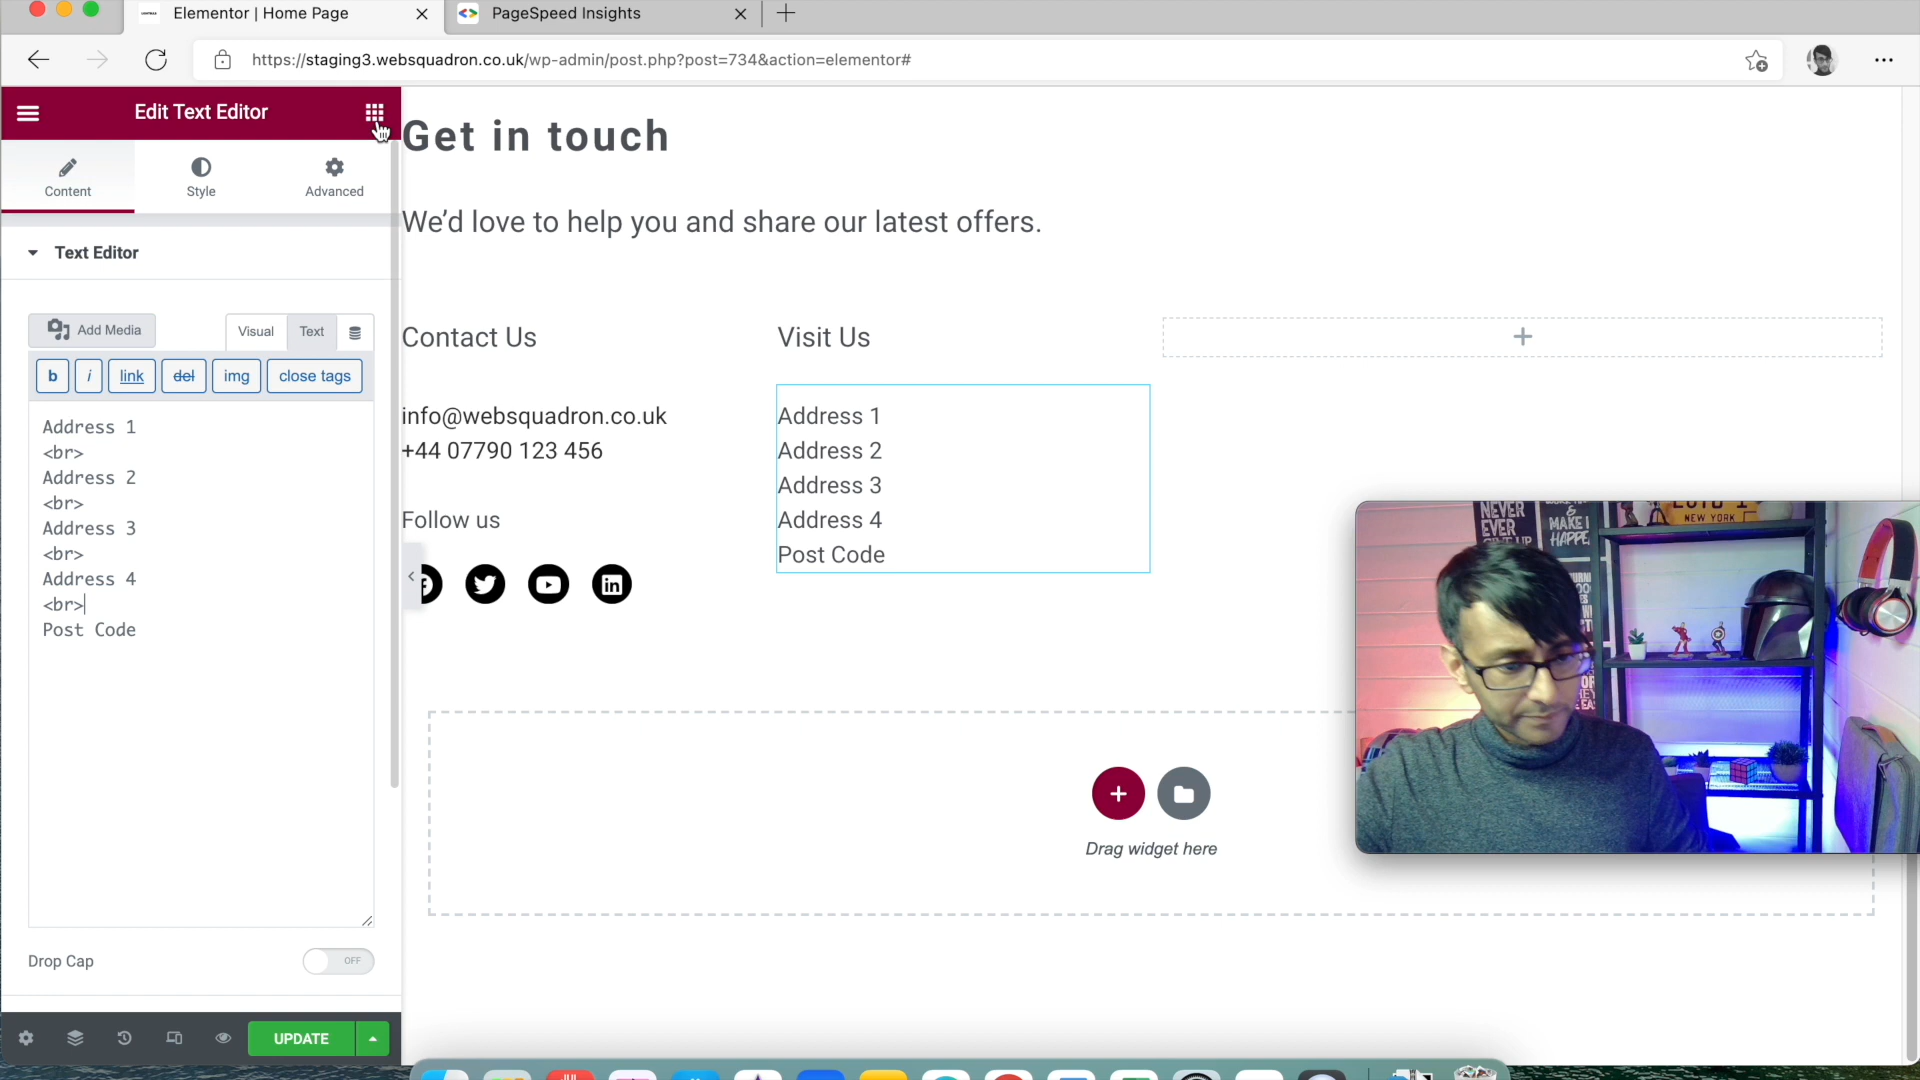 Elementor | Home Page
PageSpeed Insights
https://staging3.websquadron.co.uk/wp-admin/post.php?post=734&action=elementor#
Edit Text Editor
Content
Style
Advanced
Text Editor
Add Media
Visual
Text
b
i
link
del
img
close tags
Address 1
<br>
Address 2
<br>
Address 3
<br>
Address 4
<br>
Post Code
Drop Cap
OFF
UPDATE
Get in touch
We’d love to help you and share our latest offers.
Contact Us
info@websquadron.co.uk
+44 07790 123 456
Follow us
Visit Us
Address 1
Address 2
Address 3
Address 4
Post Code
Drag widget here
NEVER
EVER
GIVE UP
MAKE
NEW YORK